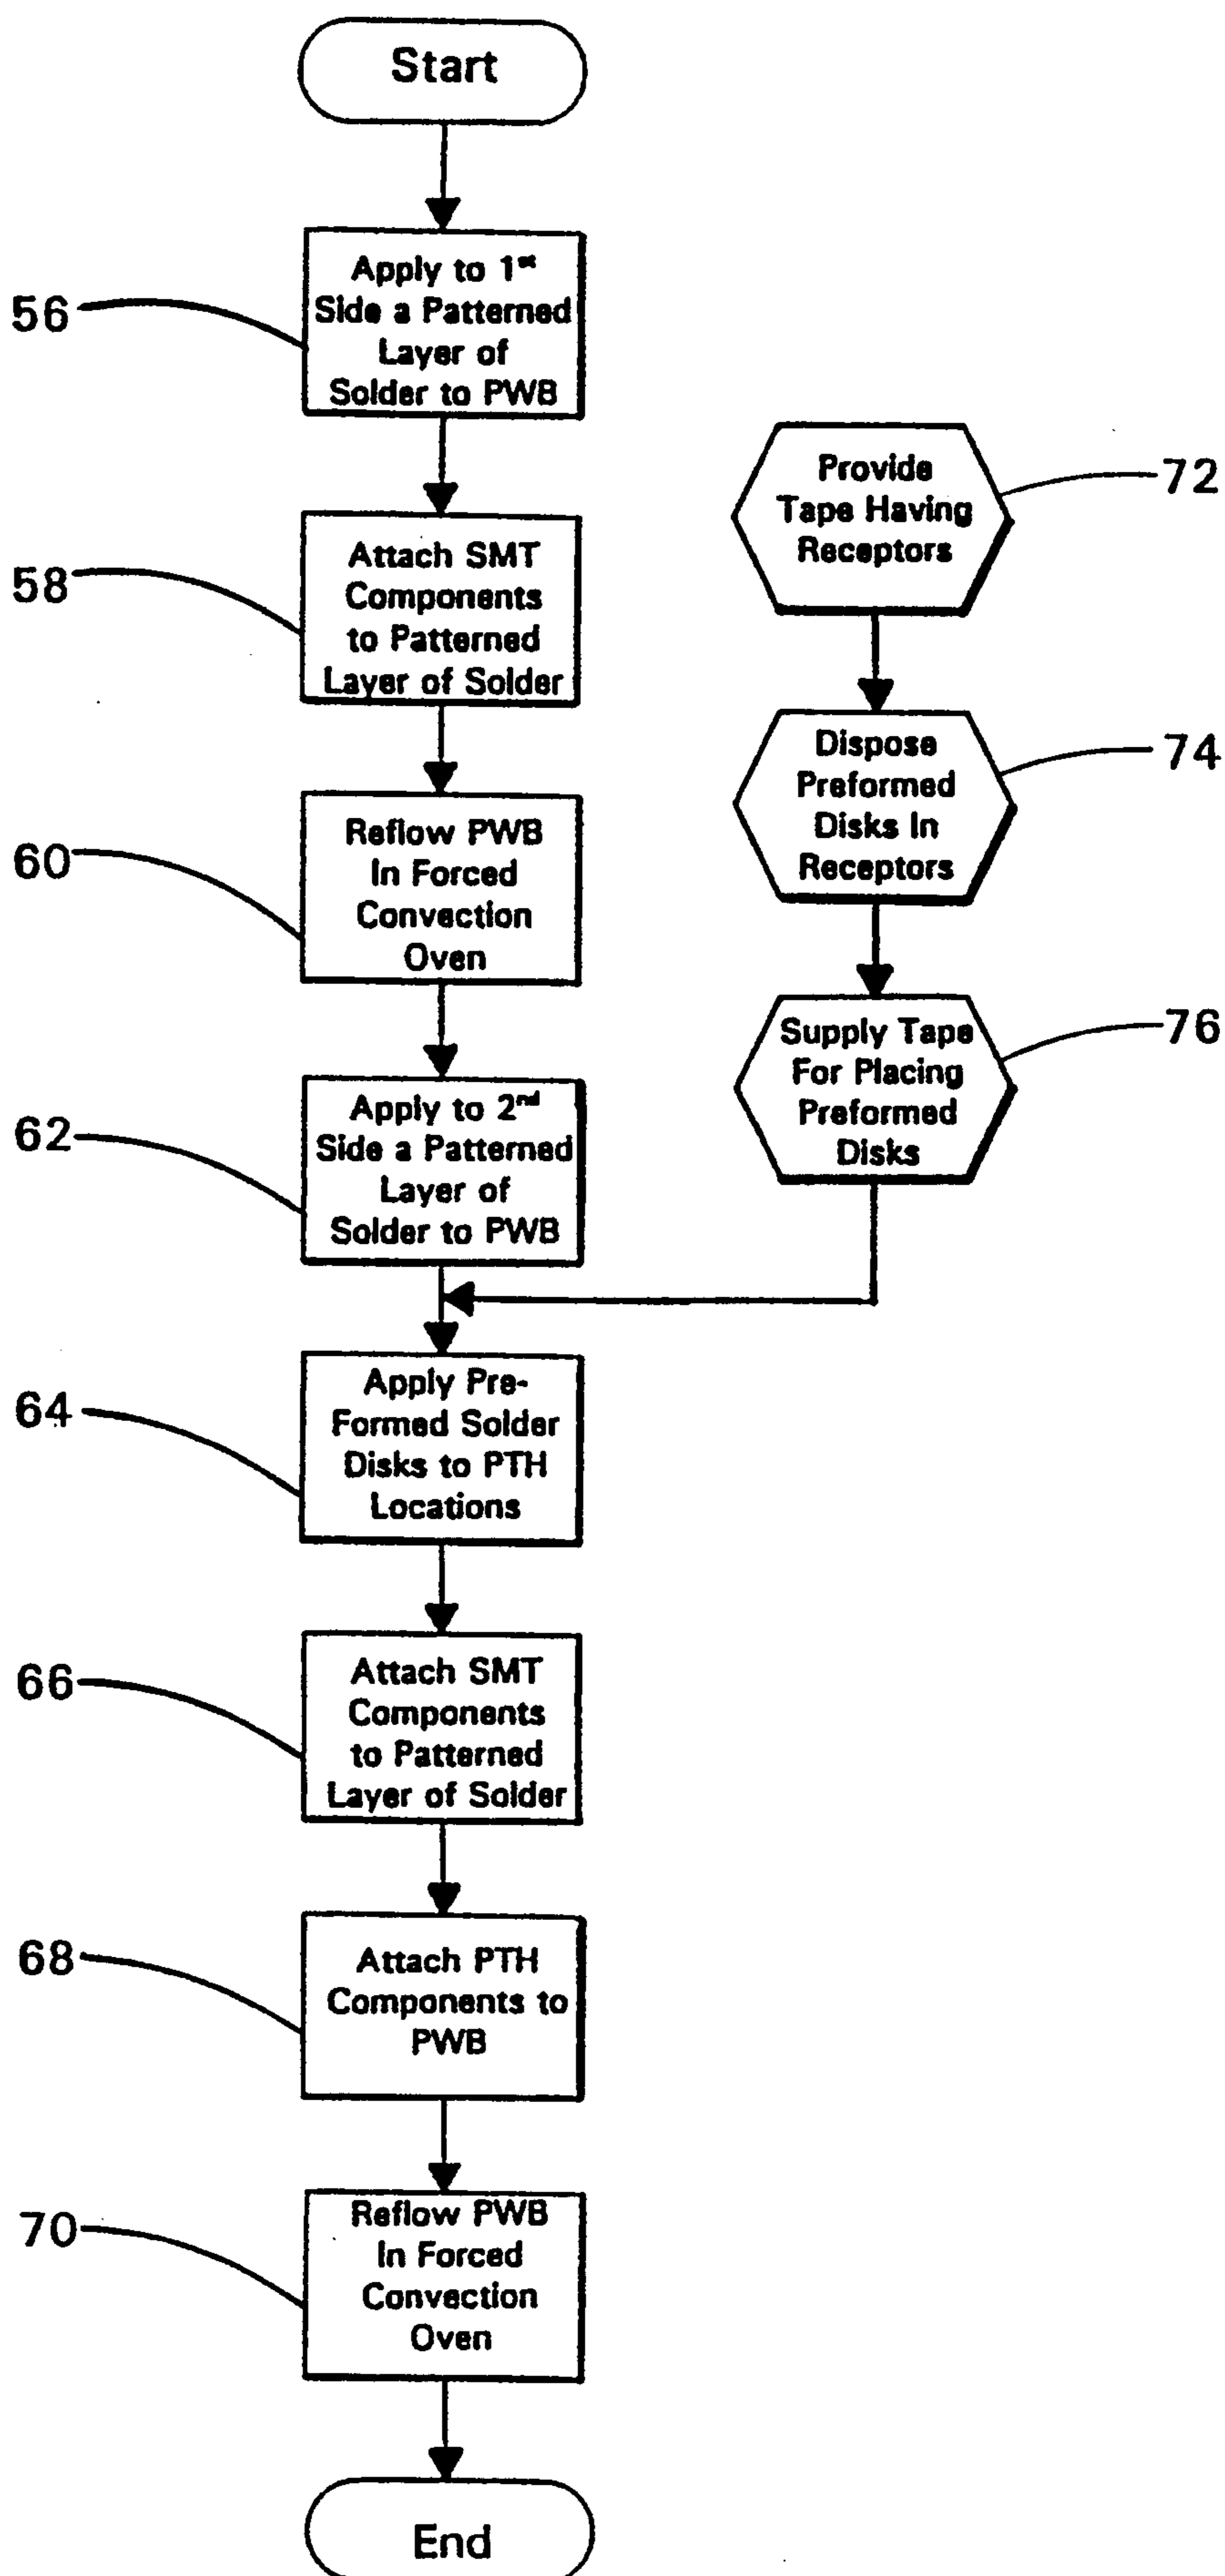 Start
56
Apply to 1st
Side a Patterned
Layer of
Solder to PWB
58
Attach SMT
Components
to Patterned
Layer of Solder
60
Reflow PWB
In Forced
Convection
Oven
62
Apply to 2nd
Side a Patterned
Layer of
Solder to PWB
72
Provide
Tape Having
Receptors
74
Dispose
Preformed
Disks In
Receptors
76
Supply Tape
For Placing
Preformed
Disks
64
Apply Pre-
Formed Solder
Disks to PTH
Locations
66
Attach SMT
Components
to Patterned
Layer of Solder
68
Attach PTH
Components to
PWB
70
Reflow PWB
In Forced
Convection
Oven
End